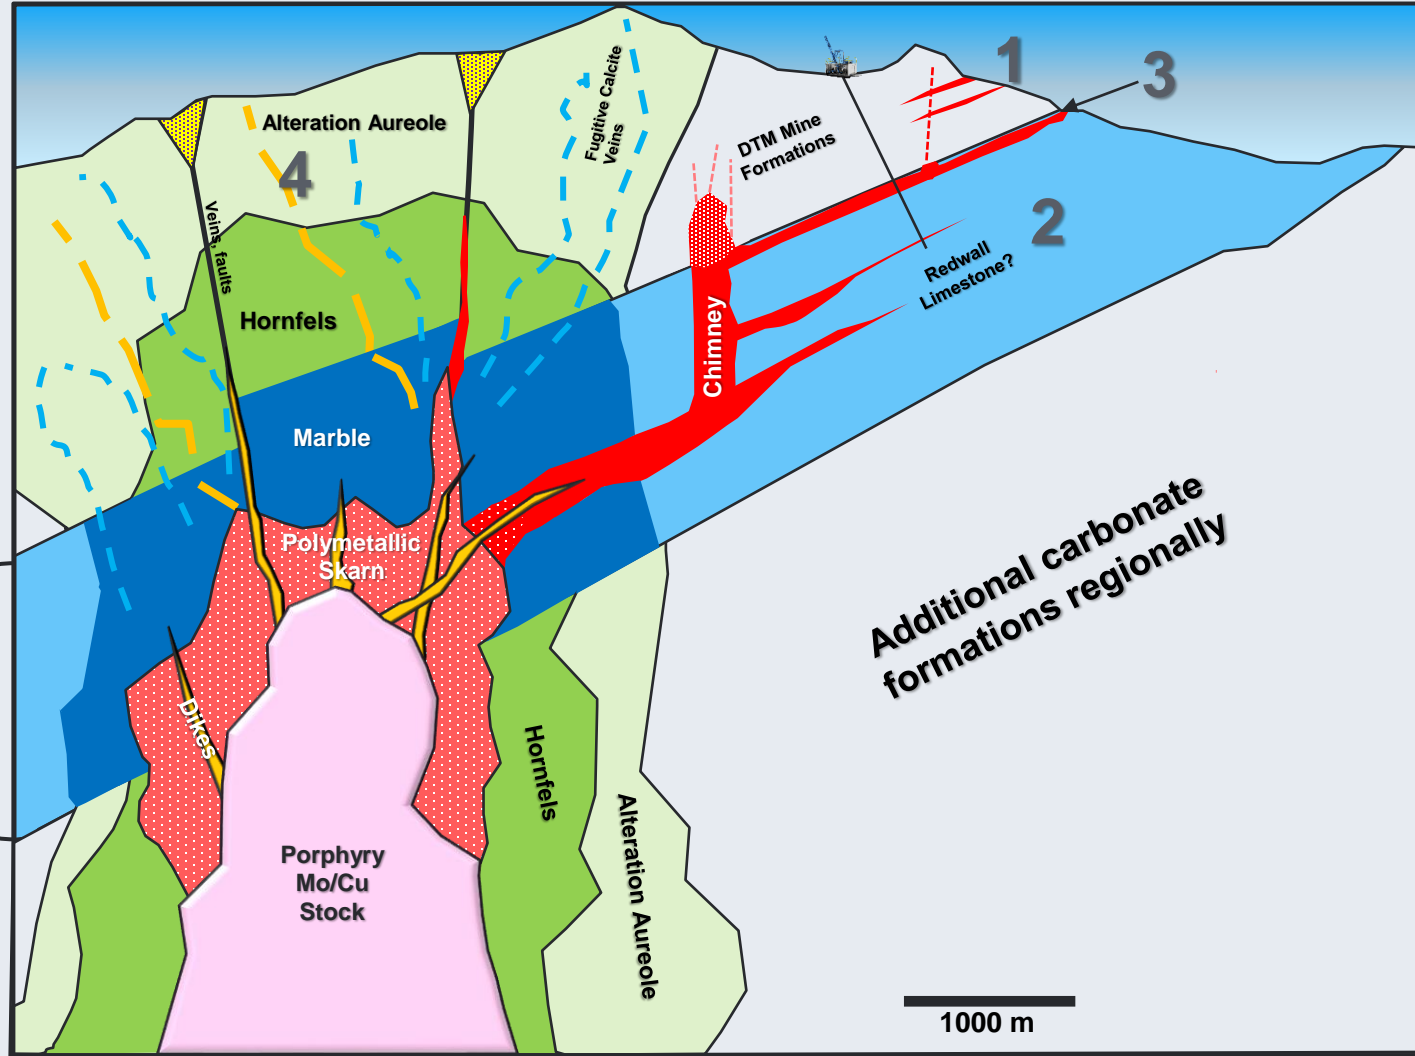 1
3
Alteration Aureole
4
Fugitive Calcite
Veins
DTM Mine
Formations
2
Redwall
Limestone?
Veins, faults
Hornfels
Chimney
Marble
Polymetallic
Skarn
Additional carbonate
formations regionally
Dikes
Hornfels
Alteration Aureole
Porphyry
Mo/Cu
Stock
1000 m